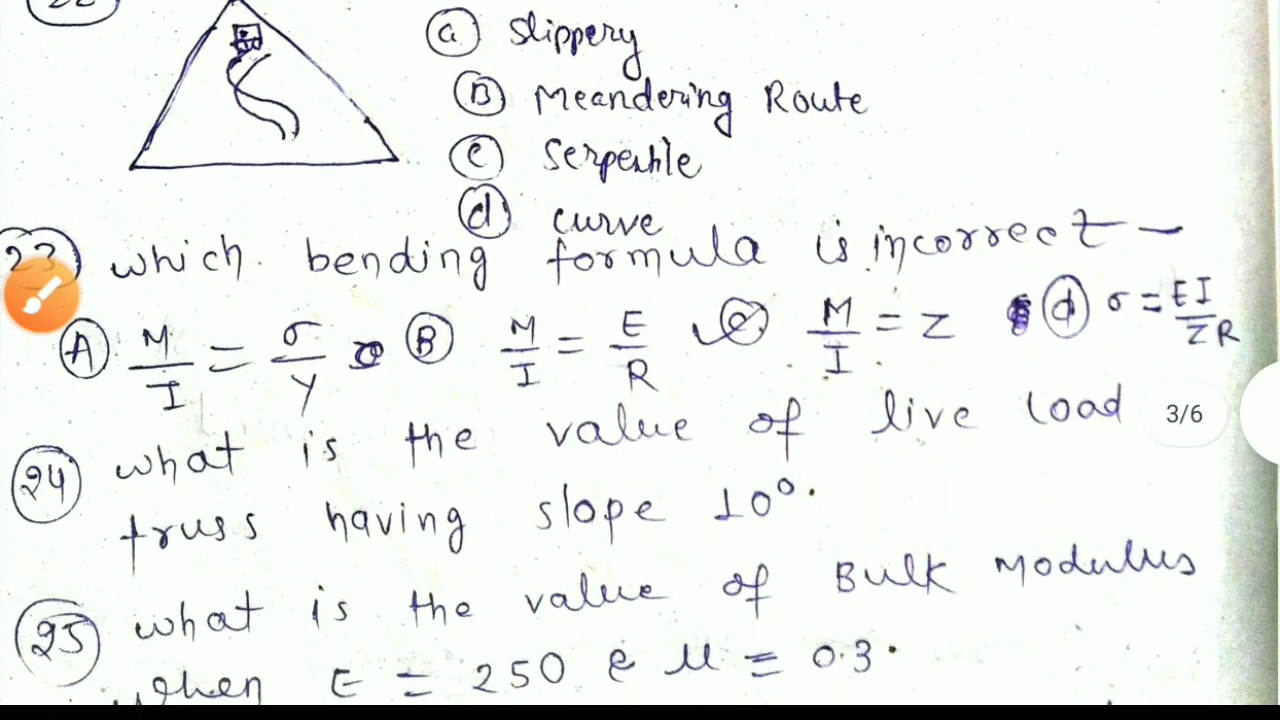 22
a slippery
B Meandering Route
c
d curve
23 which bending formula is incorrect -
A M/I = σ/Y B M/I = E/R c M/I = Z d σ = EI/ZR
24 what is the value of live load
3/6
truss having slope 10°.
25 what is the value of Bulk Modulus
when E = 250 & μ = 0.3.